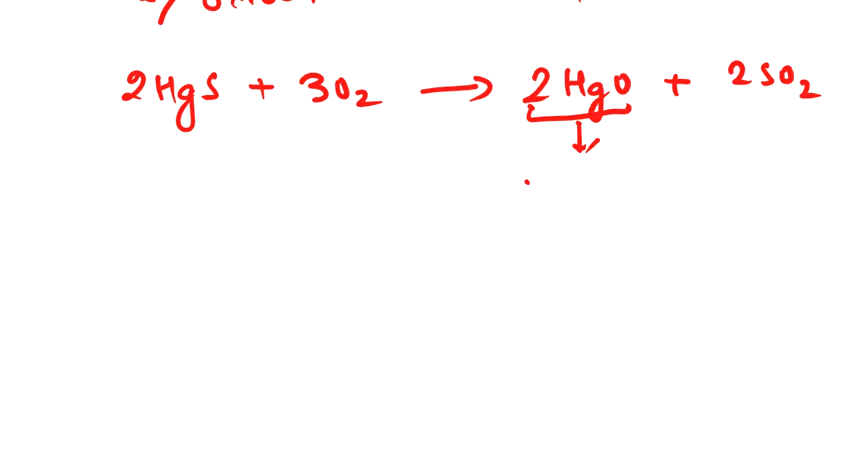 2HgS + 3O₂ ⟶ 2HgO + 2SO₂